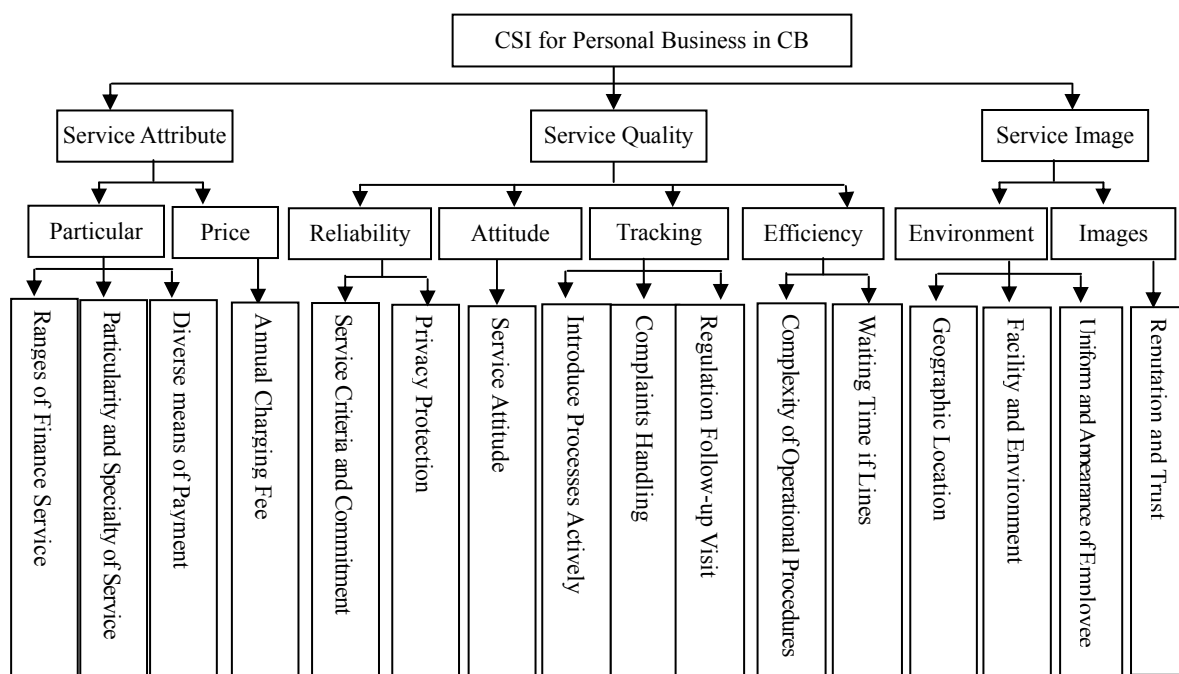 CSI for Personal Business in CB
Service Attribute
Service Quality
Service Image
Particular
Price
Reliability
Attitude
Tracking
Efficiency
Environment
Images
Ranges of Finance Service
Particularity and Specialty of Service
Diverse means of Payment
Annual Charging Fee
Service Criteria and Commitment
Privacy Protection
Service Attitude
Introduce Processes Actively
Complaints Handling
Regulation Follow-up Visit
Complexity of Operational Procedures
Waiting Time if Lines
Geographic Location
Facility and Environment
Uniform and Appearance of Employee
Reputation and Trust